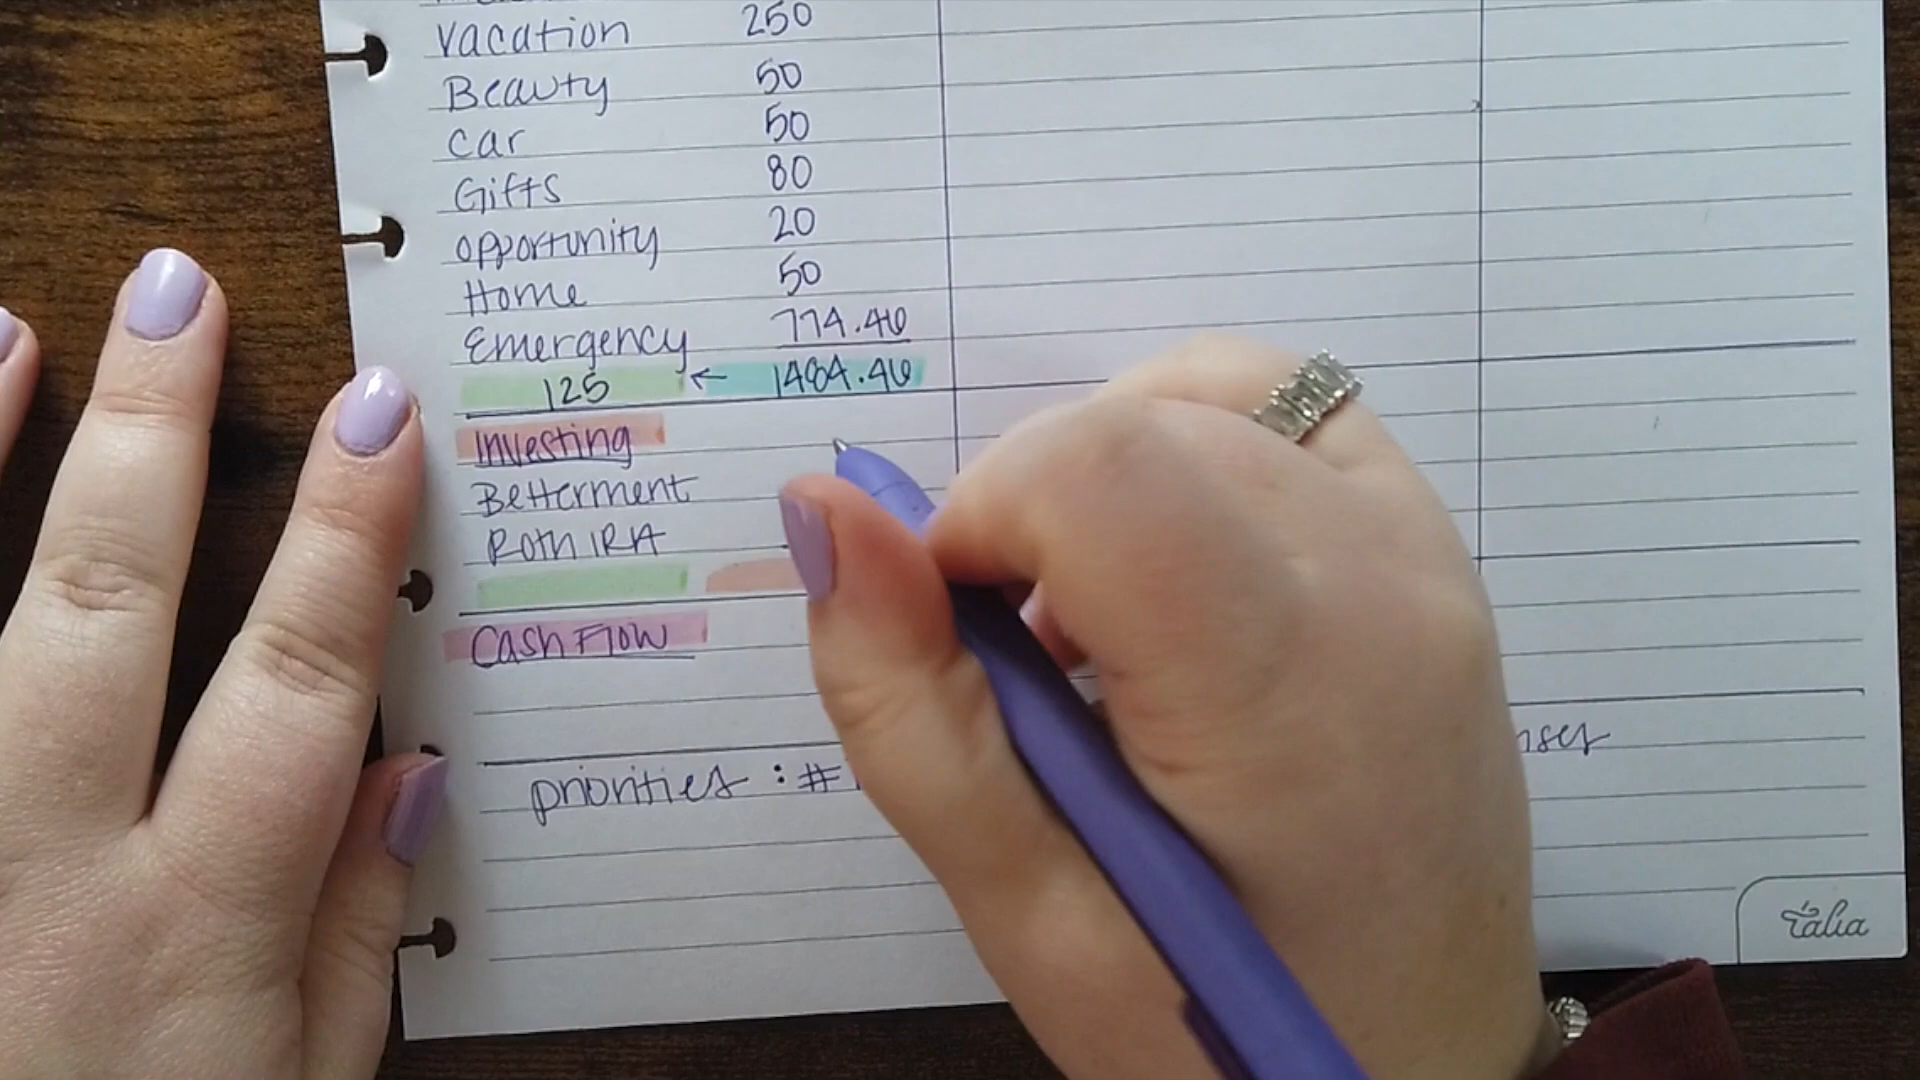 Vacation 250
Beauty 50
Car 50
Gifts 80
Opportunity 20
Home 50
Emergency 774.46
125 ← 1484.46
Investing
Betterment
Roth IRA
Cash Flow
priorities : #
Talia